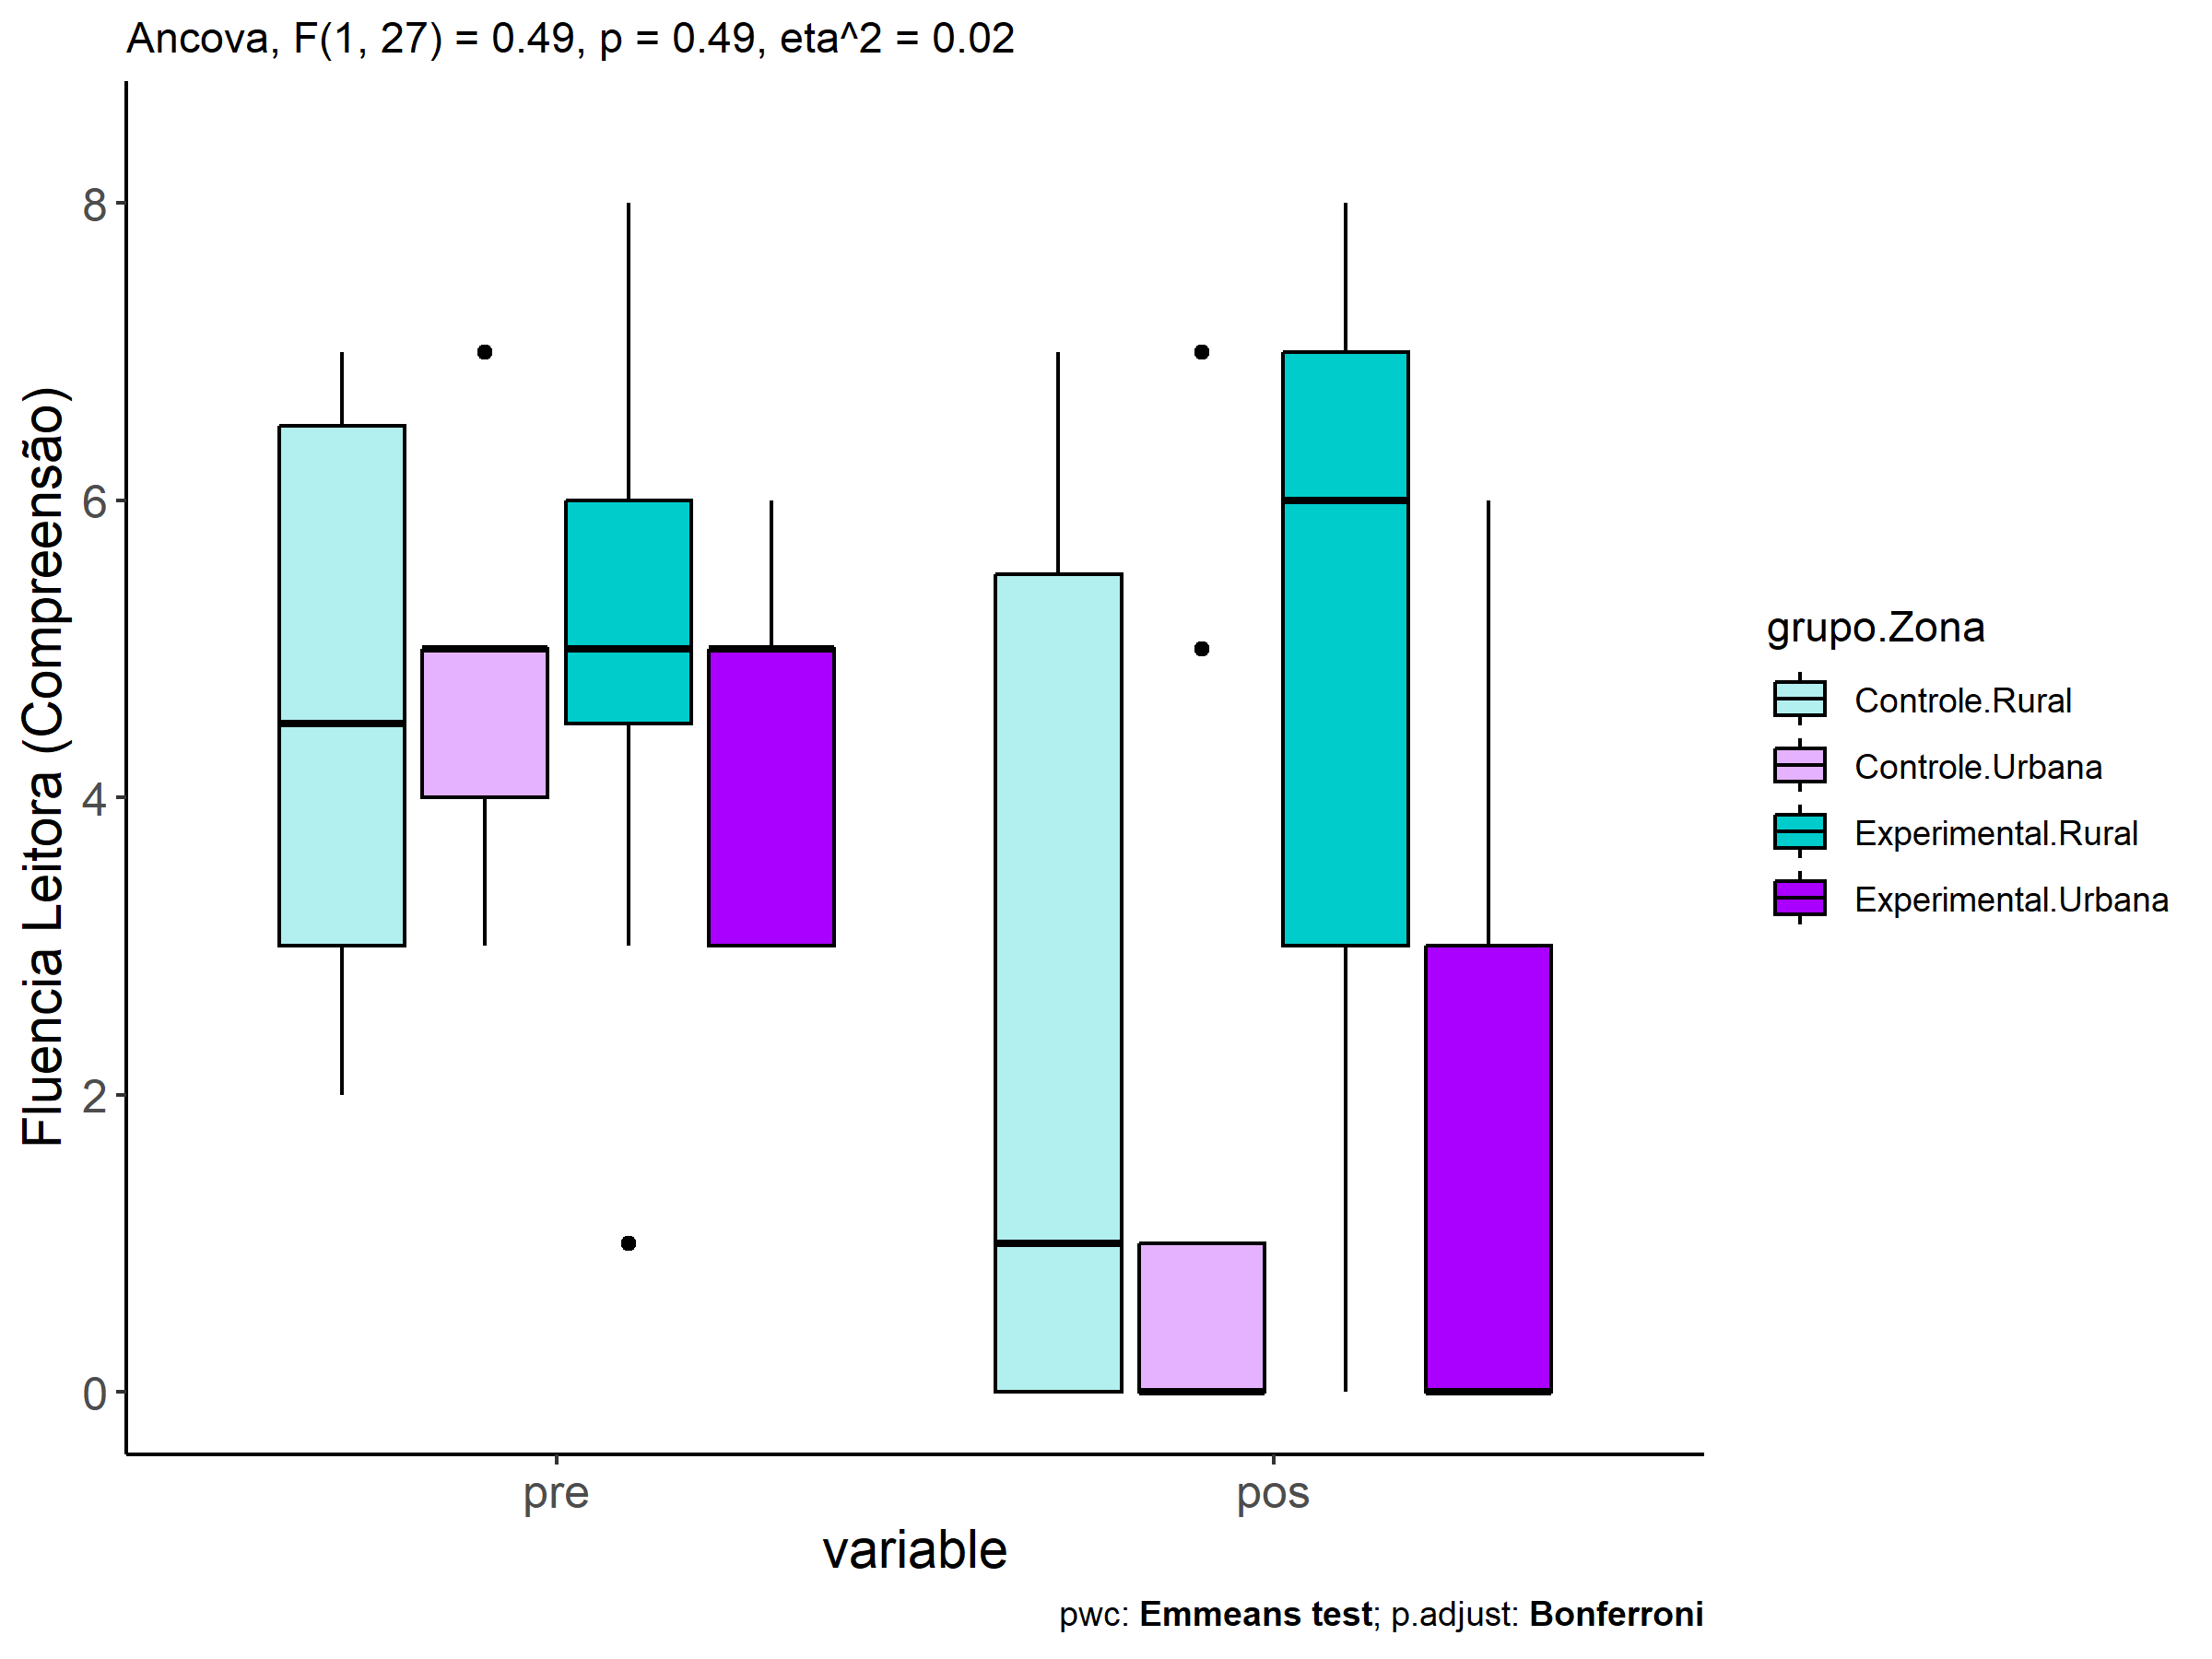 Ancova, F(1, 27) = 0.49, p = 0.49, eta^2 = 0.02
Fluencia Leitora (Compreensão)
8
6
4
2
0
pre
pos
variable
grupo.Zona
Controle.Rural
Controle.Urbana
Experimental.Rural
Experimental.Urbana
pwc: Emmeans test; p.adjust: Bonferroni